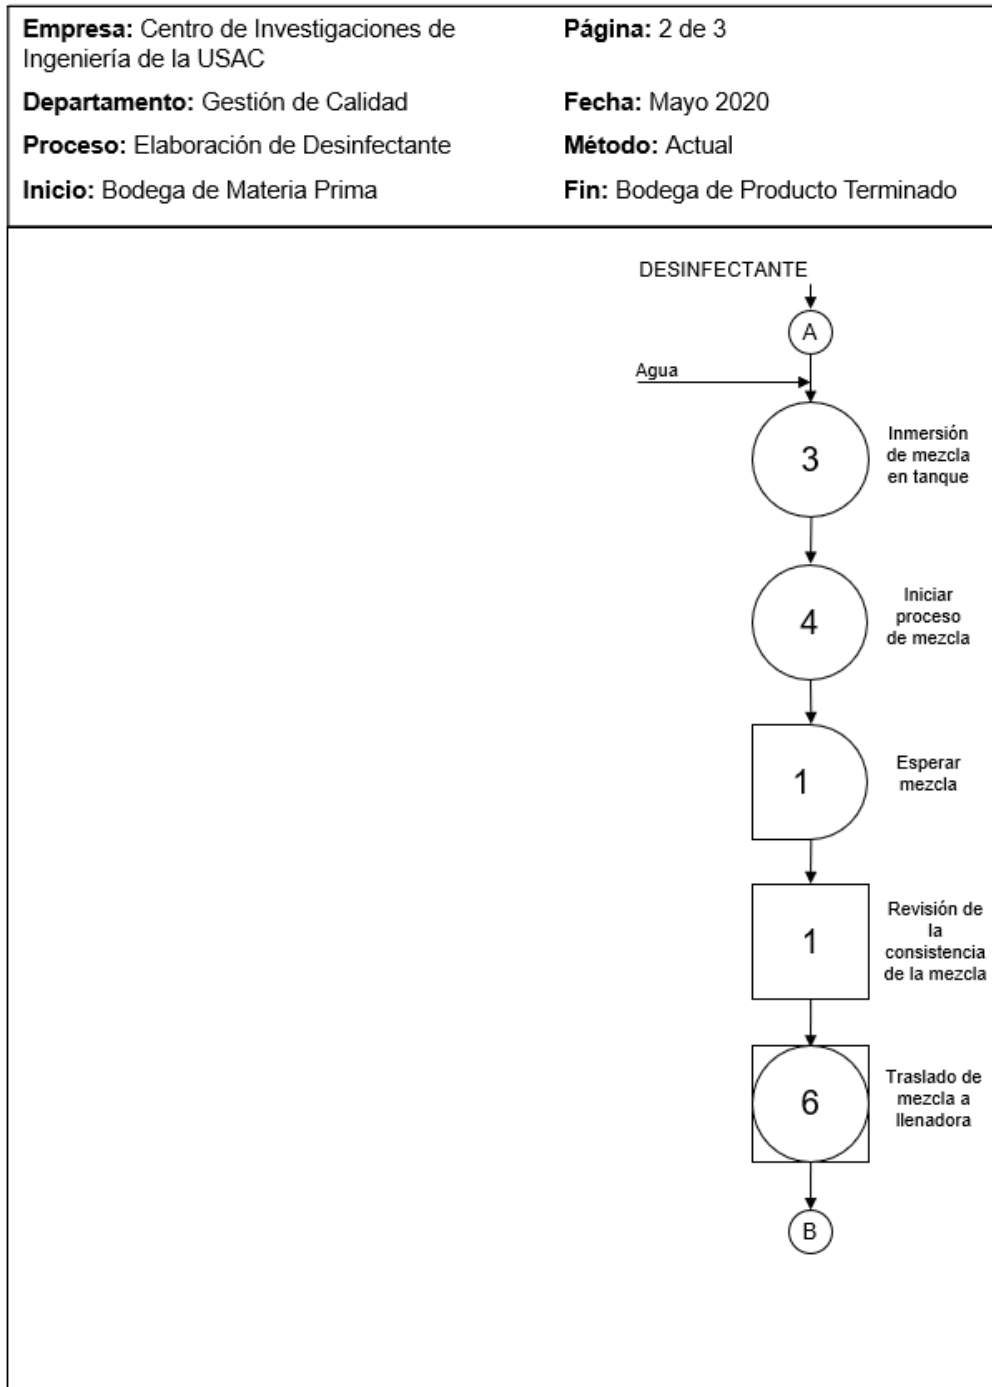 Empresa: Centro de Investigaciones de
Ingeniería de la USAC
Página: 2 de 3
Departamento: Gestión de Calidad
Fecha: Mayo 2020
Proceso: Elaboración de Desinfectante
Método: Actual
Inicio: Bodega de Materia Prima
Fin: Bodega de Producto Terminado
DESINFECTANTE
A
Agua
3
Inmersión
de mezcla
en tanque
4
Iniciar
proceso
de mezcla
1
Esperar
mezcla
1
Revisión de
la
consistencia
de la mezcla
6
Traslado de
mezcla a
llenadora
B